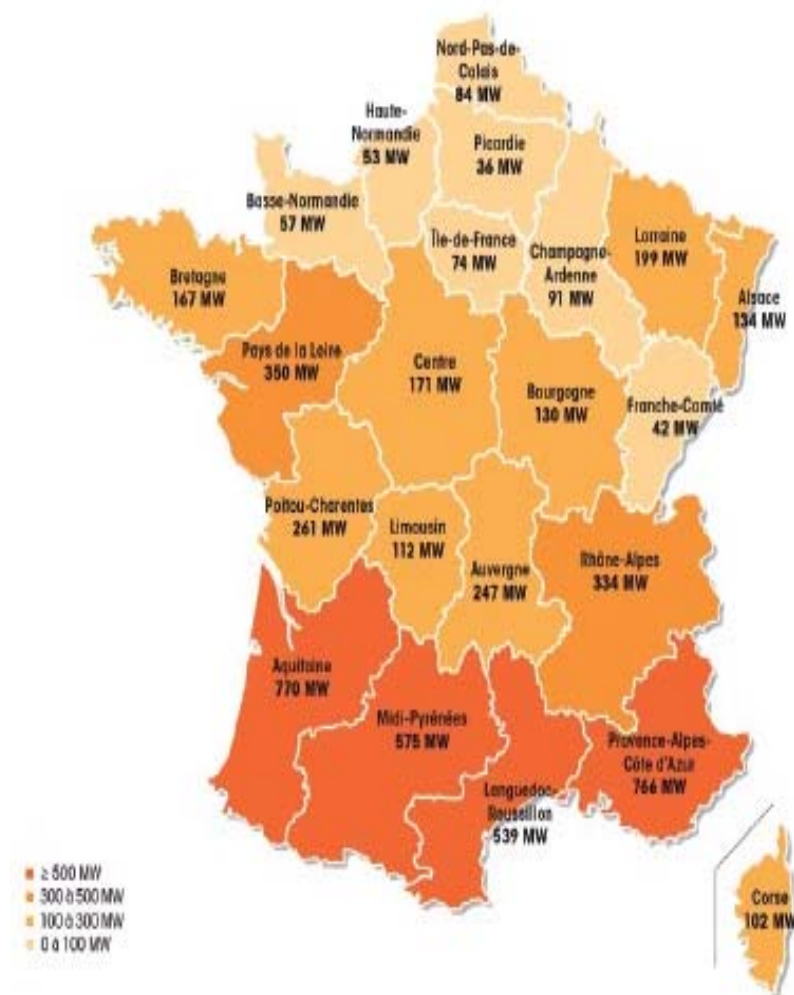 Nord-Pas-de-
Calais
84 MW
Haute-
Normandie
53 MW
Picardie
36 MW
Basse-Normandie
57 MW
Île-de-France
74 MW
Champagne-
Ardenne
91 MW
Lorraine
199 MW
Alsace
134 MW
Bretagne
167 MW
Pays de la Loire
350 MW
Centre
171 MW
Bourgogne
130 MW
Franche-Comté
42 MW
Poitou-Charentes
261 MW
Limousin
112 MW
Auvergne
247 MW
Rhône-Alpes
334 MW
Aquitaine
770 MW
Midi-Pyrénées
575 MW
Languedoc-
Roussillon
539 MW
Provence-Alpes-
Côte d'Azur
766 MW
Corse
102 MW
≥ 500 MW
300 à 500 MW
100 à 300 MW
0 à 100 MW